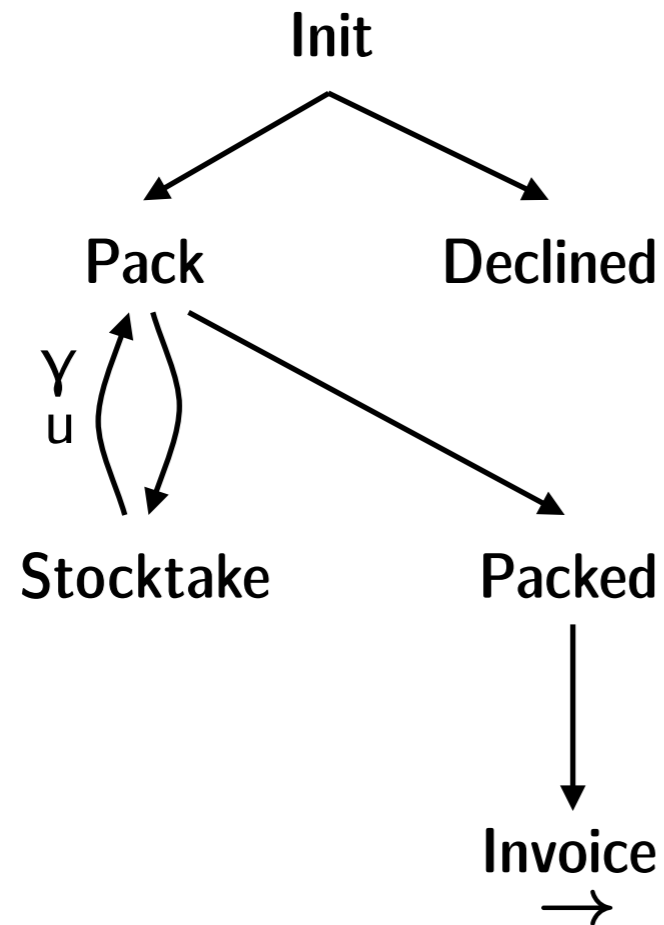 Init
Pack Declined
γ
u
Stocktake Packed
Invoice
→